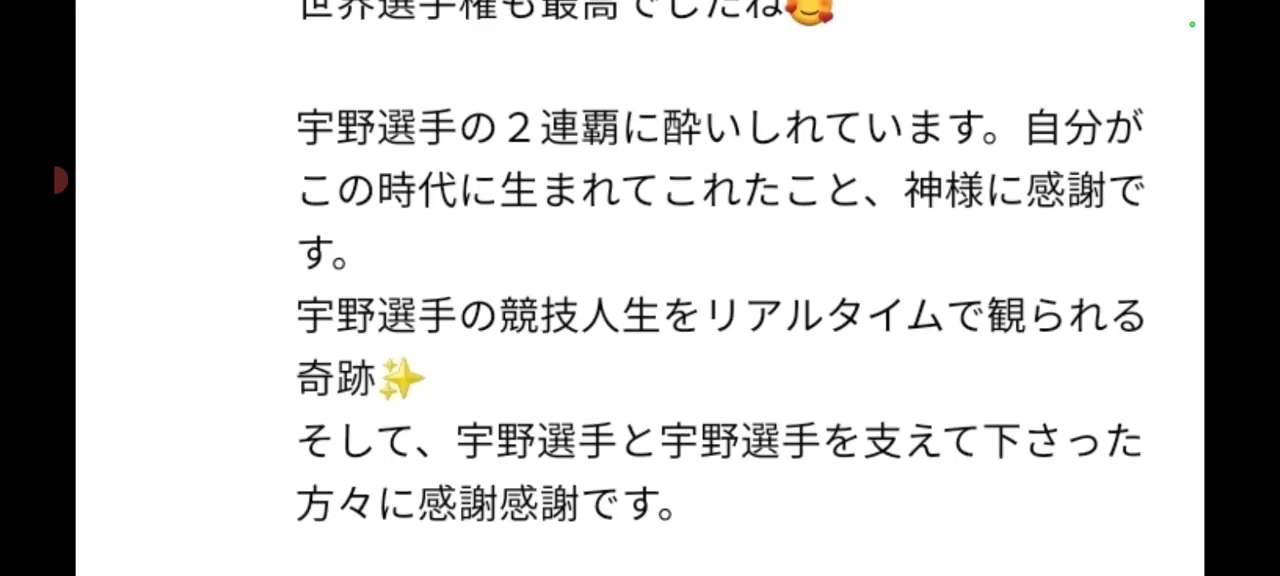 世界選手権も最高でしたね🥰
宇野選手の２連覇に酔いしれています。自分が
この時代に生まれてこれたこと、神様に感謝で
す。
宇野選手の競技人生をリアルタイムで観られる
奇跡✨
そして、宇野選手と宇野選手を支えて下さった
方々に感謝感謝です。